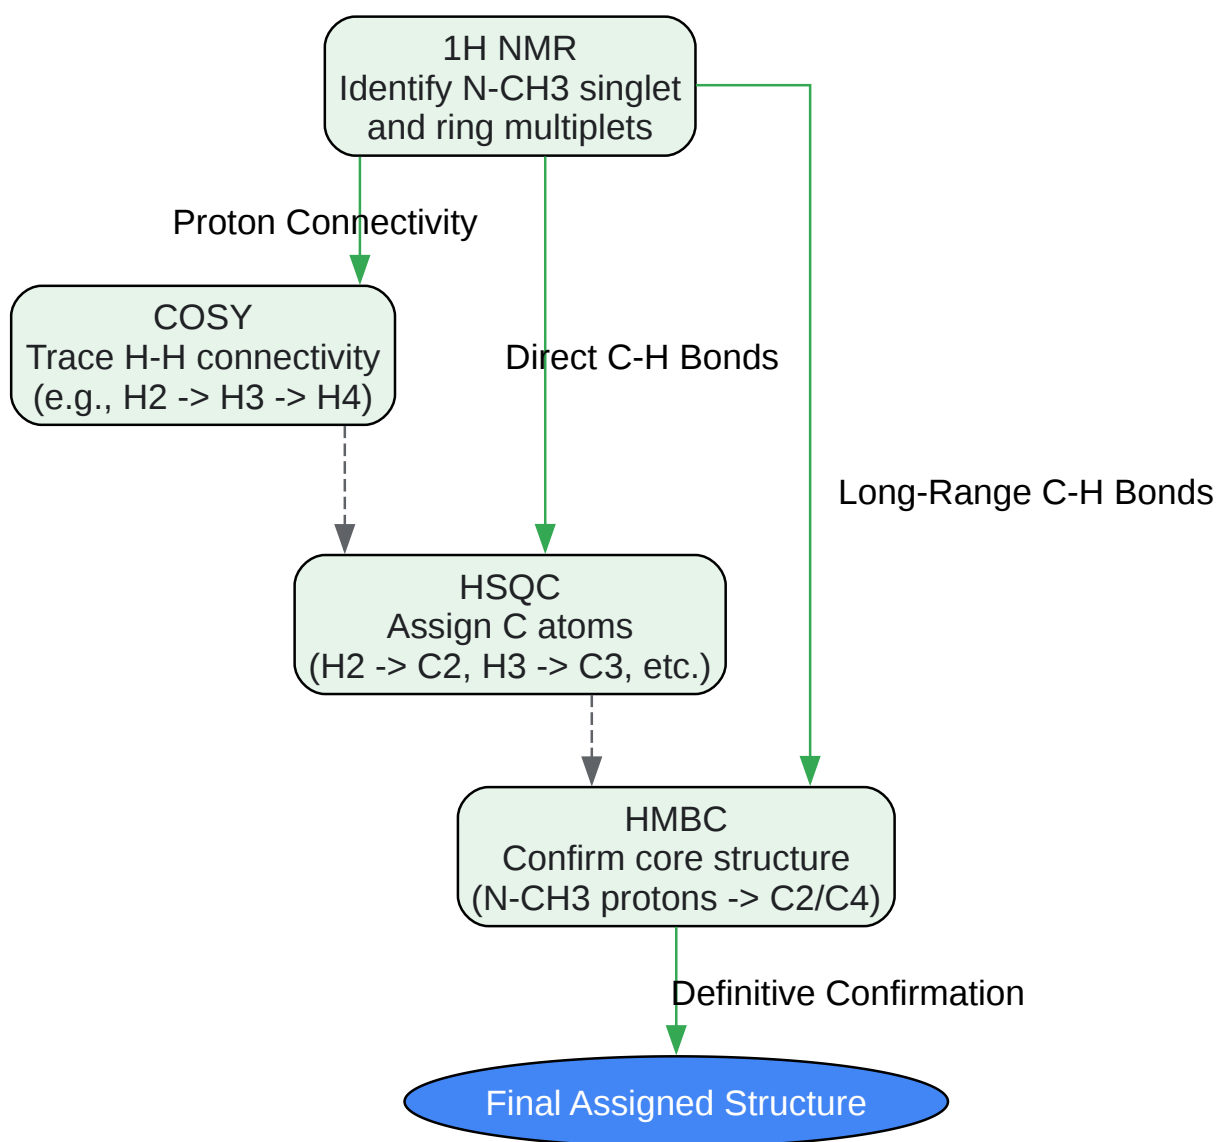 1H NMR
Identify N-CH3 singlet
and ring multiplets
Proton Connectivity
COSY
Trace H-H connectivity
(e.g., H2 -> H3 -> H4)
Direct C-H Bonds
Long-Range C-H Bonds
HSQC
Assign C atoms
(H2 -> C2, H3 -> C3, etc.)
HMBC
Confirm core structure
(N-CH3 protons -> C2/C4)
Definitive Confirmation
Final Assigned Structure